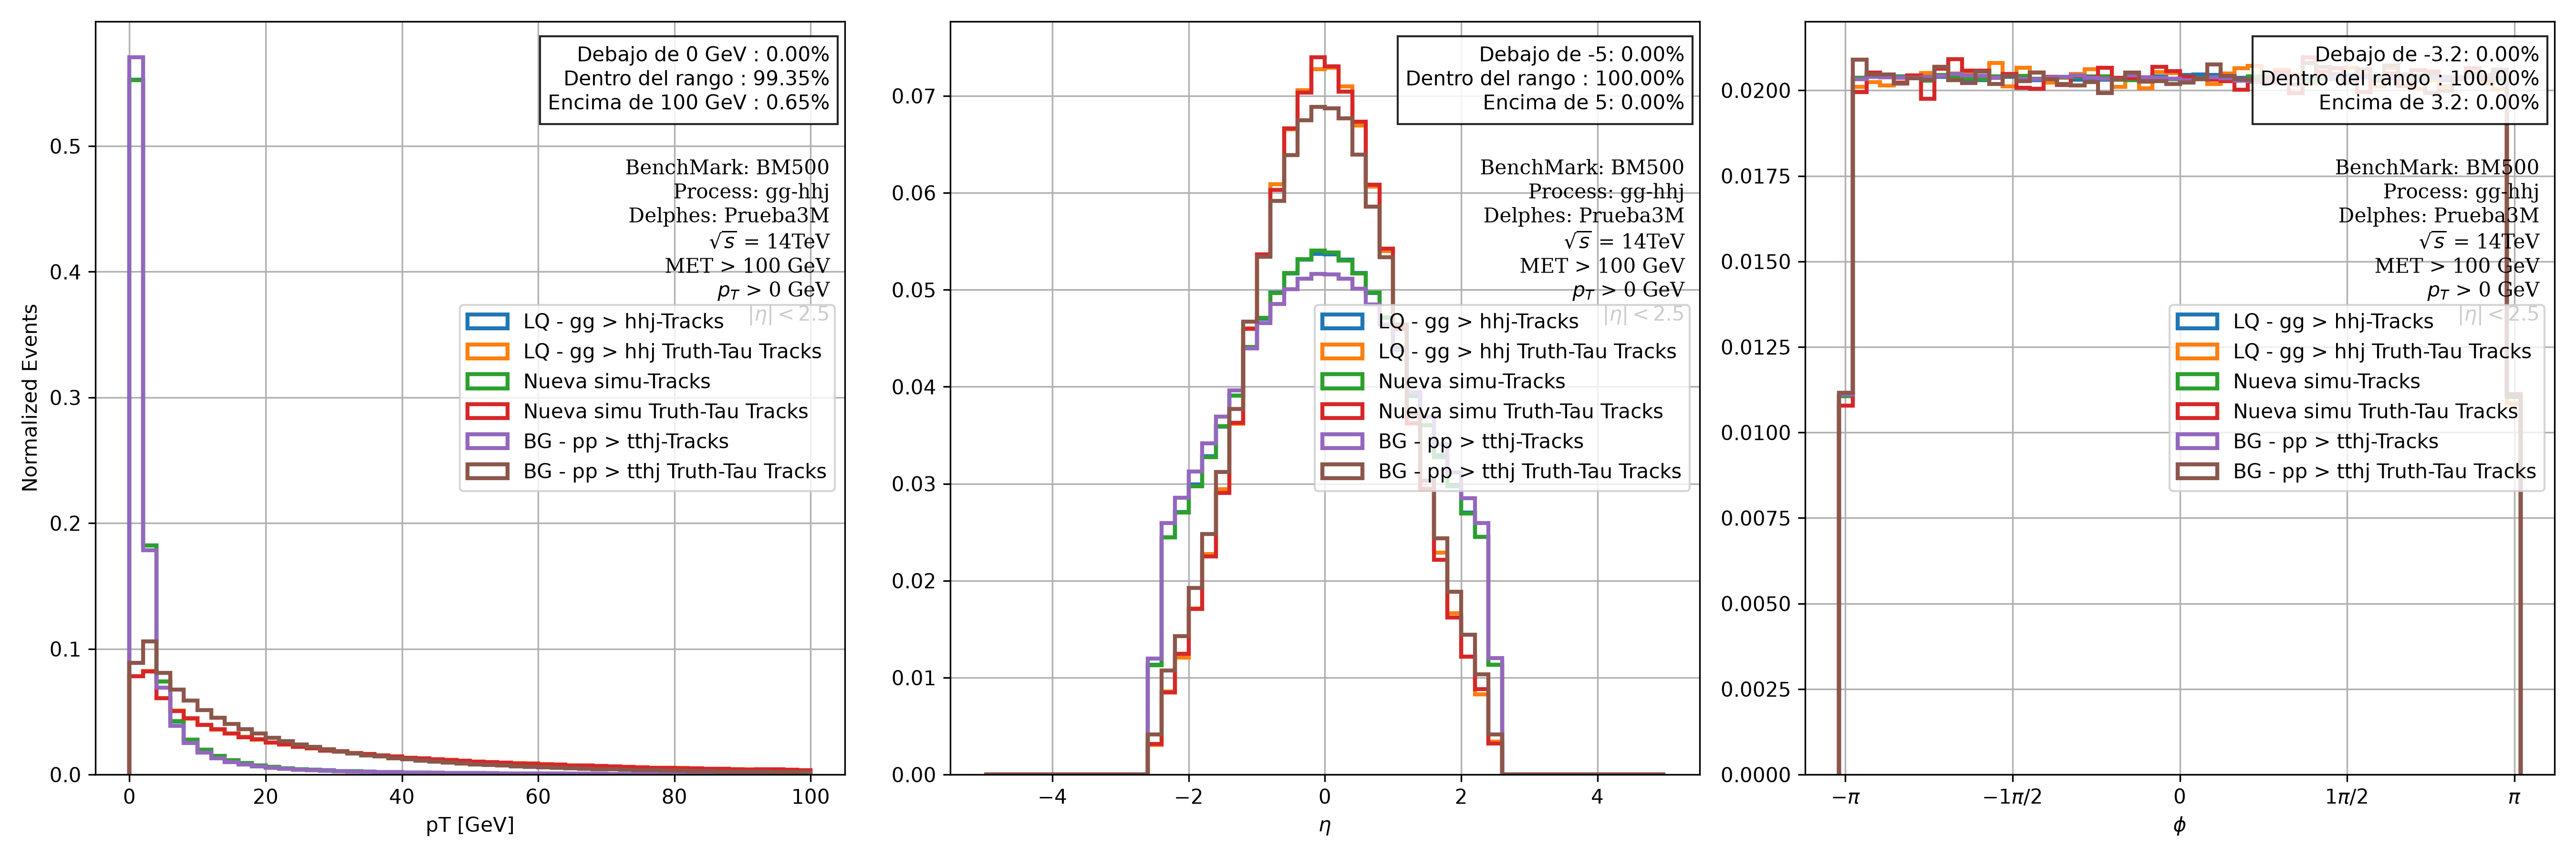 Normalized Events
0.0
0.1
0.2
0.3
0.4
0.5
Debajo de 0 GeV : 0.00%
Dentro del rango : 99.35%
Encima de 100 GeV : 0.65%
BenchMark: BM500
Process: gg-hhj
Delphes: Prueba3M
√s = 14TeV
MET > 100 GeV
pT > 0 GeV
|η| < 2.5
LQ - gg > hhj-Tracks
LQ - gg > hhj Truth-Tau Tracks
Nueva simu-Tracks
Nueva simu Truth-Tau Tracks
BG - pp > tthj-Tracks
BG - pp > tthj Truth-Tau Tracks
0 20 40 60 80 100
pT [GeV]
0.00
0.01
0.02
0.03
0.04
0.05
0.06
0.07
Debajo de -5: 0.00%
Dentro del rango : 100.00%
Encima de 5: 0.00%
BenchMark: BM500
Process: gg-hhj
Delphes: Prueba3M
√s = 14TeV
MET > 100 GeV
pT > 0 GeV
|η| < 2.5
LQ - gg > hhj-Tracks
LQ - gg > hhj Truth-Tau Tracks
Nueva simu-Tracks
Nueva simu Truth-Tau Tracks
BG - pp > tthj-Tracks
BG - pp > tthj Truth-Tau Tracks
−4 −2 0 2 4
η
0.0000
0.0025
0.0050
0.0075
0.0100
0.0125
0.0150
0.0175
0.0200
Debajo de -3.2: 0.00%
Dentro del rango : 100.00%
Encima de 3.2: 0.00%
BenchMark: BM500
Process: gg-hhj
Delphes: Prueba3M
√s = 14TeV
MET > 100 GeV
pT > 0 GeV
|η| < 2.5
LQ - gg > hhj-Tracks
LQ - gg > hhj Truth-Tau Tracks
Nueva simu-Tracks
Nueva simu Truth-Tau Tracks
BG - pp > tthj-Tracks
BG - pp > tthj Truth-Tau Tracks
−π −1π/2 0 1π/2 π
ϕ